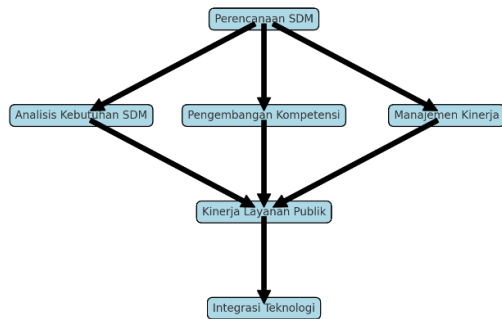 Perencanaan SDM
Analisis Kebutuhan SDM
Pengembangan Kompetensi
Manajemen Kinerja
Kinerja Layanan Publik
Integrasi Teknologi